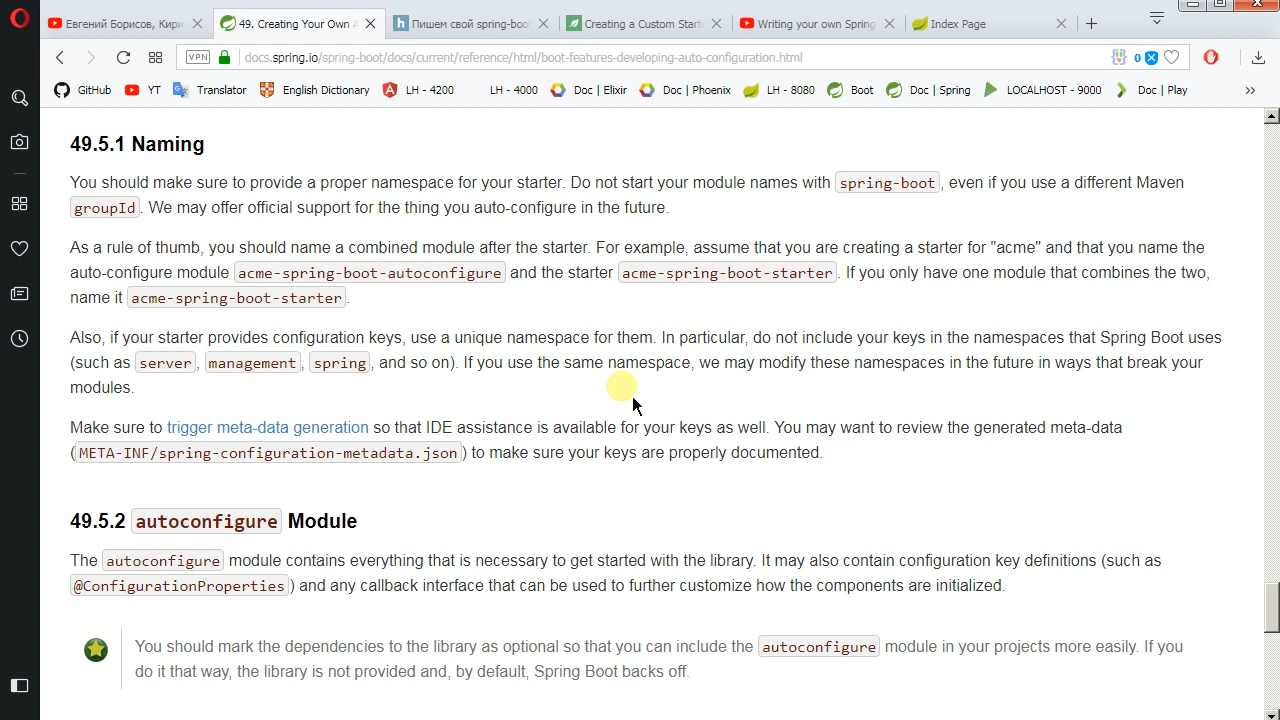 Евгений Борисов, Кири
49. Creating Your Own A
Пишем свой spring-boo
Creating a Custom Start
Writing your own Spring
Index Page
VPN
docs.spring.io/spring-boot/docs/current/reference/html/boot-features-developing-auto-configuration.html
0
GitHub
YT
Translator
English Dictionary
LH - 4200
LH - 4000
Doc | Elixir
Doc | Phoenix
LH - 8080
Boot
Doc | Spring
LOCALHOST - 9000
Doc | Play
49.5.1 Naming
You should make sure to provide a proper namespace for your starter. Do not start your module names with spring-boot, even if you use a different Maven
groupId. We may offer official support for the thing you auto-configure in the future.
As a rule of thumb, you should name a combined module after the starter. For example, assume that you are creating a starter for "acme" and that you name the
auto-configure module acme-spring-boot-autoconfigure and the starter acme-spring-boot-starter. If you only have one module that combines the two,
name it acme-spring-boot-starter.
Also, if your starter provides configuration keys, use a unique namespace for them. In particular, do not include your keys in the namespaces that Spring Boot uses
(such as server, management, spring, and so on). If you use the same namespace, we may modify these namespaces in the future in ways that break your
modules.
Make sure to trigger meta-data generation so that IDE assistance is available for your keys as well. You may want to review the generated meta-data
(META-INF/spring-configuration-metadata.json) to make sure your keys are properly documented.
49.5.2 autoconfigure Module
The autoconfigure module contains everything that is necessary to get started with the library. It may also contain configuration key definitions (such as
@ConfigurationProperties) and any callback interface that can be used to further customize how the components are initialized.
You should mark the dependencies to the library as optional so that you can include the autoconfigure module in your projects more easily. If you
do it that way, the library is not provided and, by default, Spring Boot backs off.